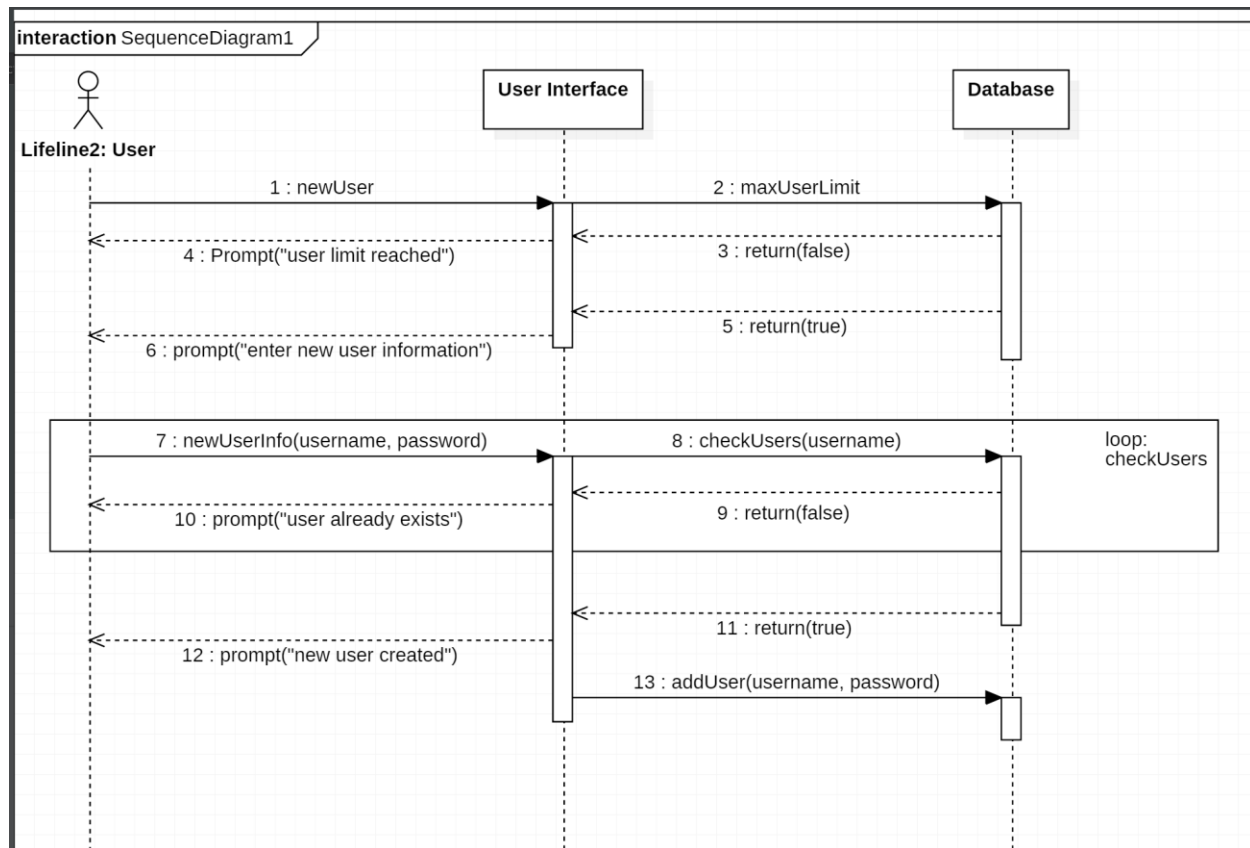 interaction SequenceDiagram1
User Interface
Database
Lifeline2: User
1 : newUser
2 : maxUserLimit
4 : Prompt("user limit reached")
3 : return(false)
5 : return(true)
6 : prompt("enter new user information")
7 : newUserInfo(username, password)
8 : checkUsers(username)
loop:
checkUsers
10 : prompt("user already exists")
9 : return(false)
11 : return(true)
12 : prompt("new user created")
13 : addUser(username, password)